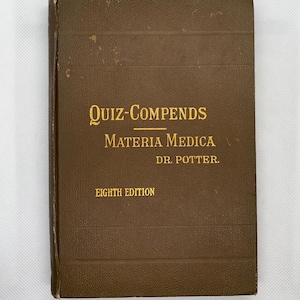 QUIZ-COMPENDS
MATERIA MEDICA
DR. POTTER.
EIGHTH EDITION